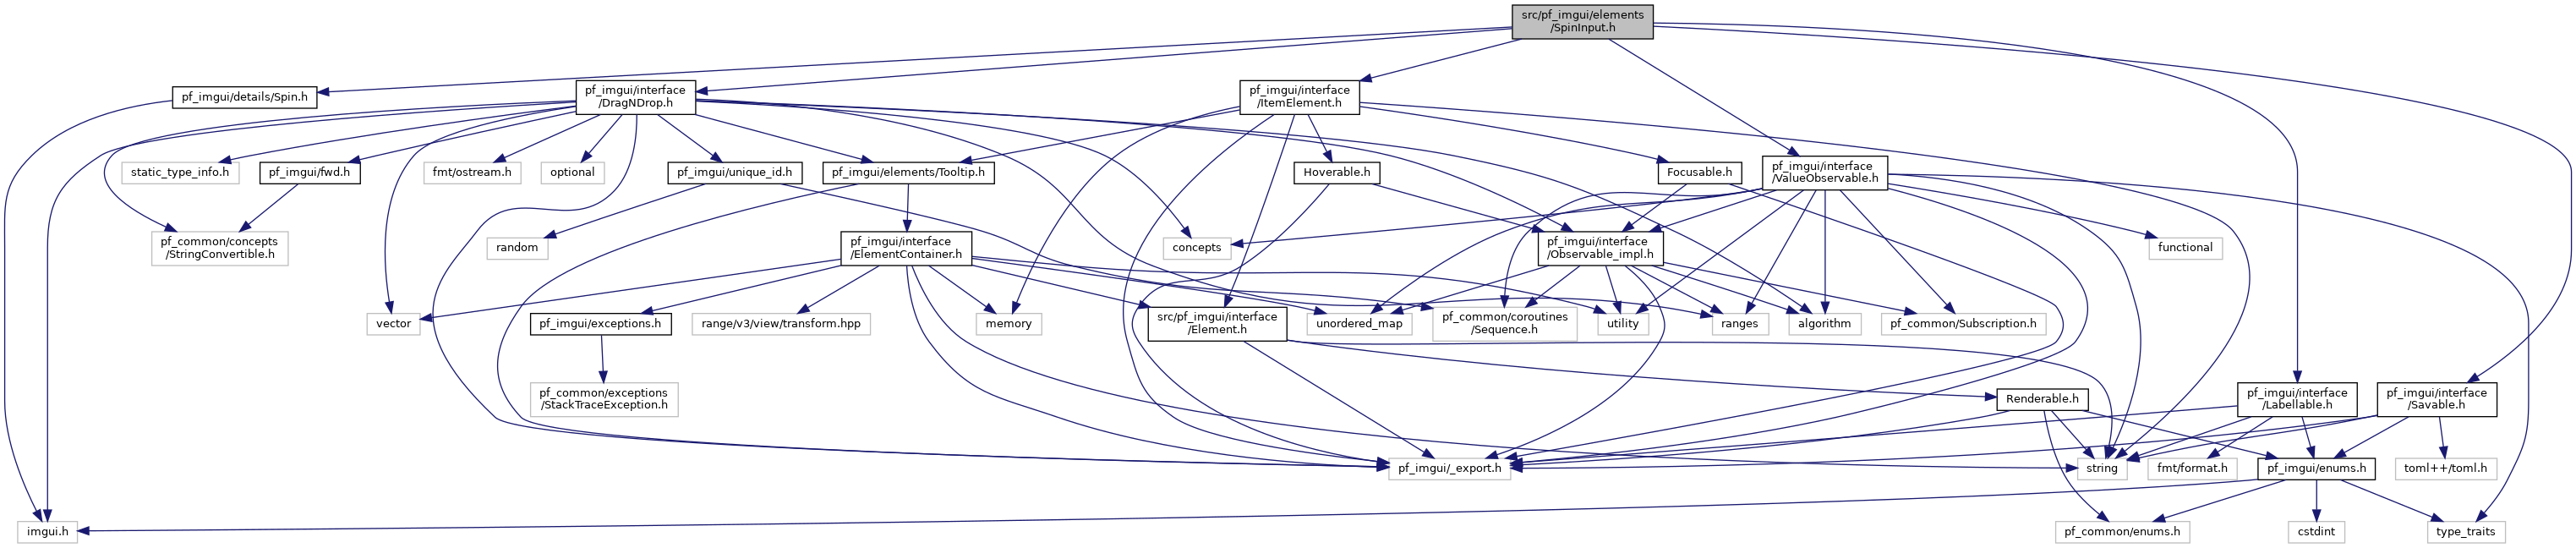 src/pf_imgui/elements
/SpinInput.h
pf_imgui/details/Spin.h
pf_imgui/interface
/DragNDrop.h
pf_imgui/interface
/ItemElement.h
static_type_info.h
pf_imgui/fwd.h
fmt/ostream.h
optional
pf_imgui/unique_id.h
pf_imgui/elements/Tooltip.h
Hoverable.h
Focusable.h
pf_imgui/interface
/ValueObservable.h
pf_common/concepts
/StringConvertible.h
random
pf_imgui/interface
/ElementContainer.h
concepts
pf_imgui/interface
/Observable_impl.h
functional
vector
pf_imgui/exceptions.h
range/v3/view/transform.hpp
memory
src/pf_imgui/interface
/Element.h
unordered_map
pf_common/coroutines
/Sequence.h
utility
ranges
algorithm
pf_common/Subscription.h
pf_common/exceptions
/StackTraceException.h
Renderable.h
pf_imgui/interface
/Labellable.h
pf_imgui/interface
/Savable.h
pf_imgui/_export.h
string
fmt/format.h
pf_imgui/enums.h
toml++/toml.h
imgui.h
pf_common/enums.h
cstdint
type_traits